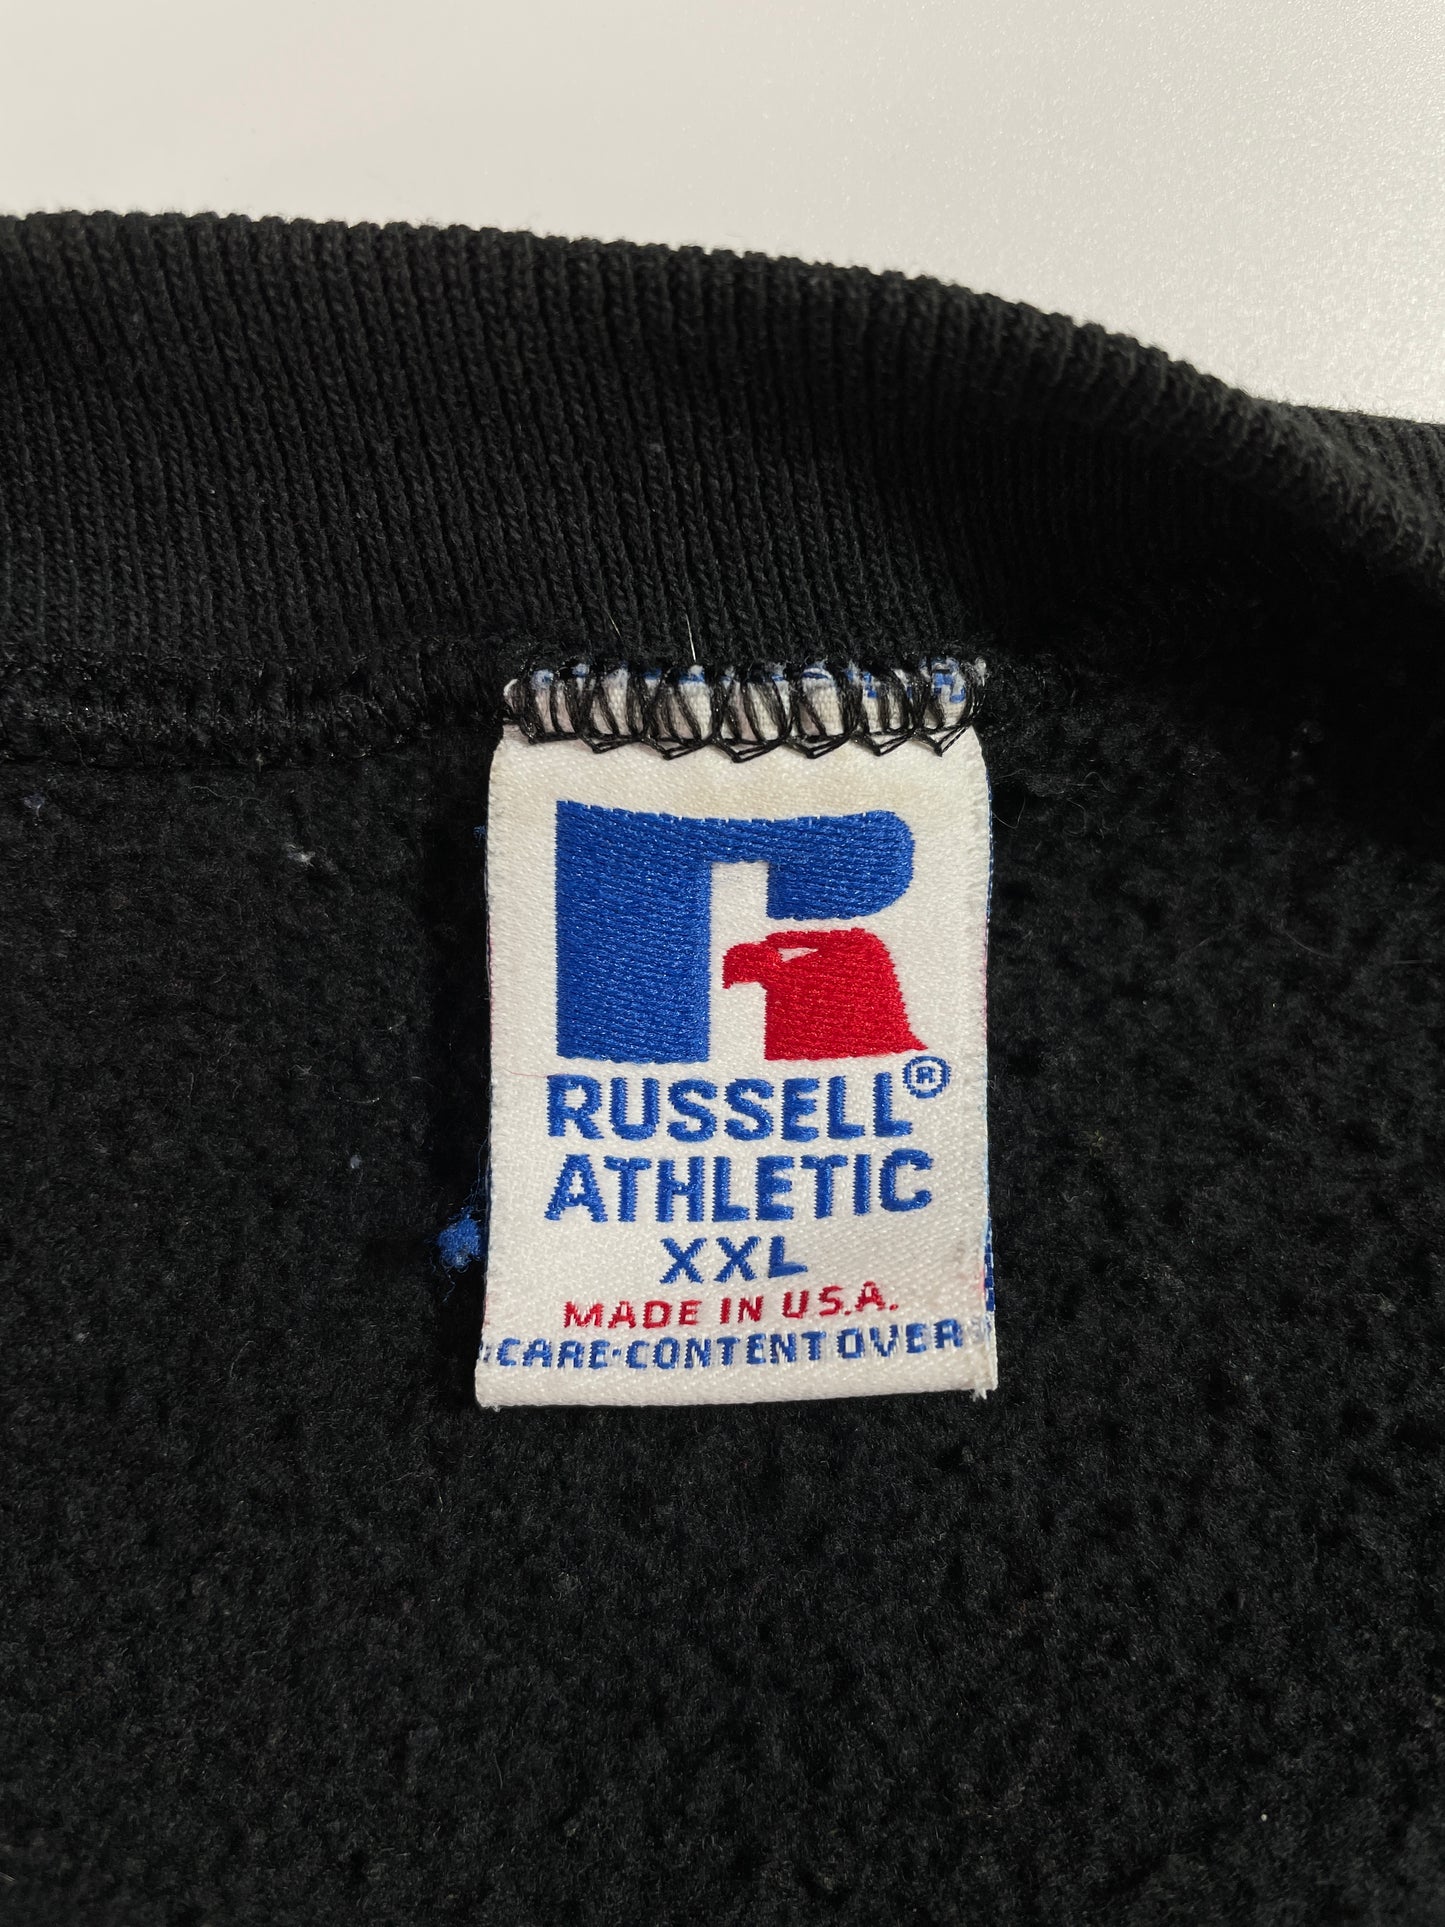 RUSSELL®
ATHLETIC
XXL
MADE IN U.S.A.
CARE·CONTENT OVER